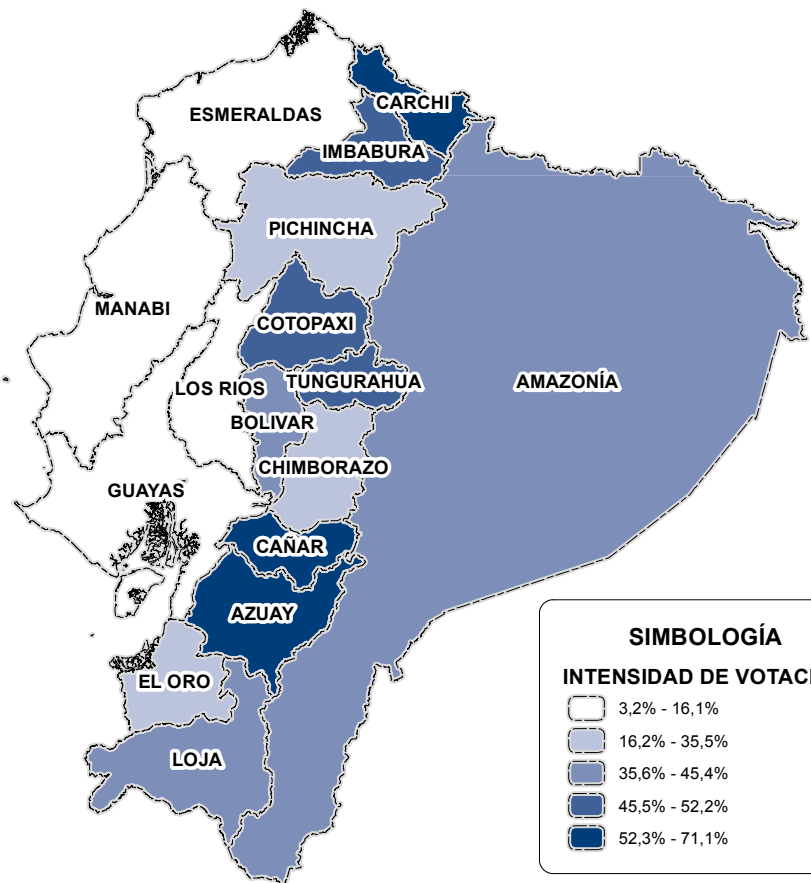 ESMERALDAS
CARCHI
IMBABURA
PICHINCHA
MANABI
COTOPAXI
LOS RIOS
TUNGURAHUA
AMAZONÍA
BOLIVAR
CHIMBORAZO
GUAYAS
CAÑAR
AZUAY
EL ORO
LOJA
SIMBOLOGÍA
INTENSIDAD DE
3,2% - 16,1%
16,2% - 35,5%
35,6% - 45,4%
45,5% - 52,2%
52,3% - 71,1%